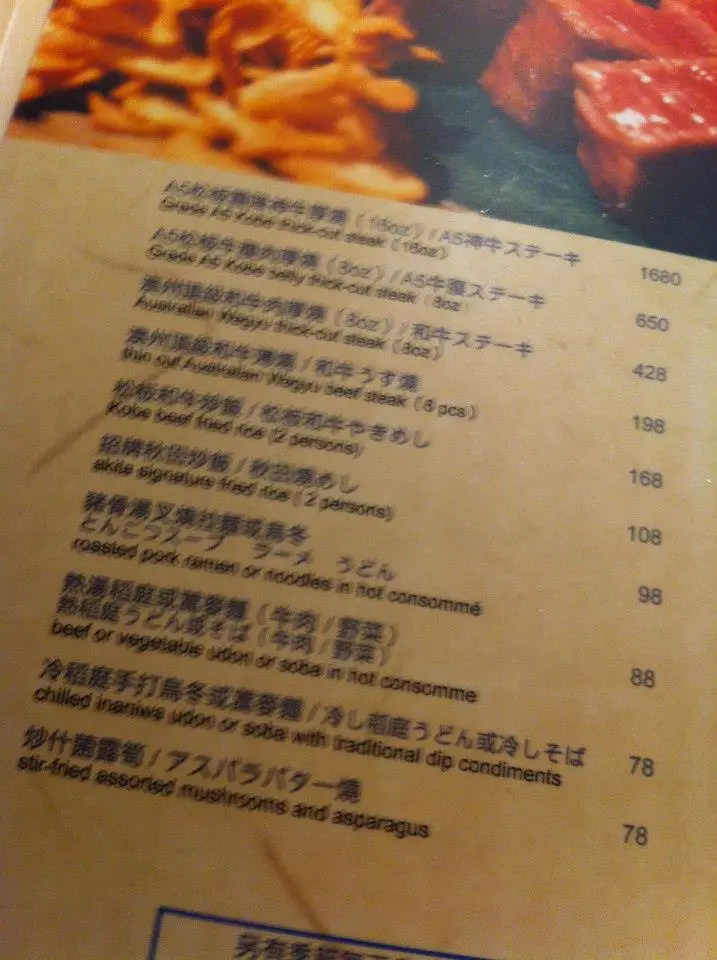 A5松板霜降神牛厚燒（16oz）/ A5神牛ステーキ 1680
Grade A5 Kobe thick-cut steak (16oz)
A5松板牛腹肉厚燒（8oz）/ A5牛腹ステーキ 650
Grade A5 Kobe belly thick-cut steak (8oz)
澳州頂級和牛肉厚燒（8oz）/ 和牛ステーキ 428
Australian Wagyu thick-cut steak (8oz)
澳州頂級和牛薄燒 / 和牛うす燒 198
thin cut Australian Wagyu beef steak (8 pcs)
松板和牛炒飯 / 松板和牛やきめし 168
Kobe beef fried rice (2 persons)
招牌秋田炒飯 / 秋田燒めし 108
akita signature fried rice (2 persons)
豬骨湯叉燒拉麵或烏冬 98
とんこつスープ ラーメ うどん
roasted pork ramen or noodles in hot consommé
熱湯稻庭或蕎麥麵（牛肉 / 野菜） 88
熱稻庭うどん或そば（牛肉 / 野菜）
beef or vegetable udon or soba in hot consomme
冷稻庭手打烏冬或蕎麥麵 / 冷し稻庭うどん或冷しそば 78
chilled inaniwa udon or soba with traditional dip condiments
炒什菌露筍 / アスパラバター燒 78
stir-fried assorted mushrooms and asparagus